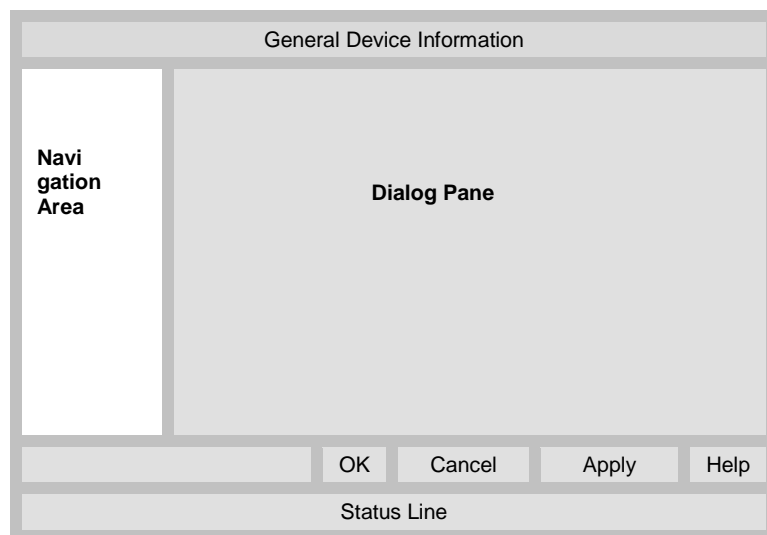 General Device Information
Navi
gation
Area
Dialog Pane
OK Cancel Apply Help
Status Line